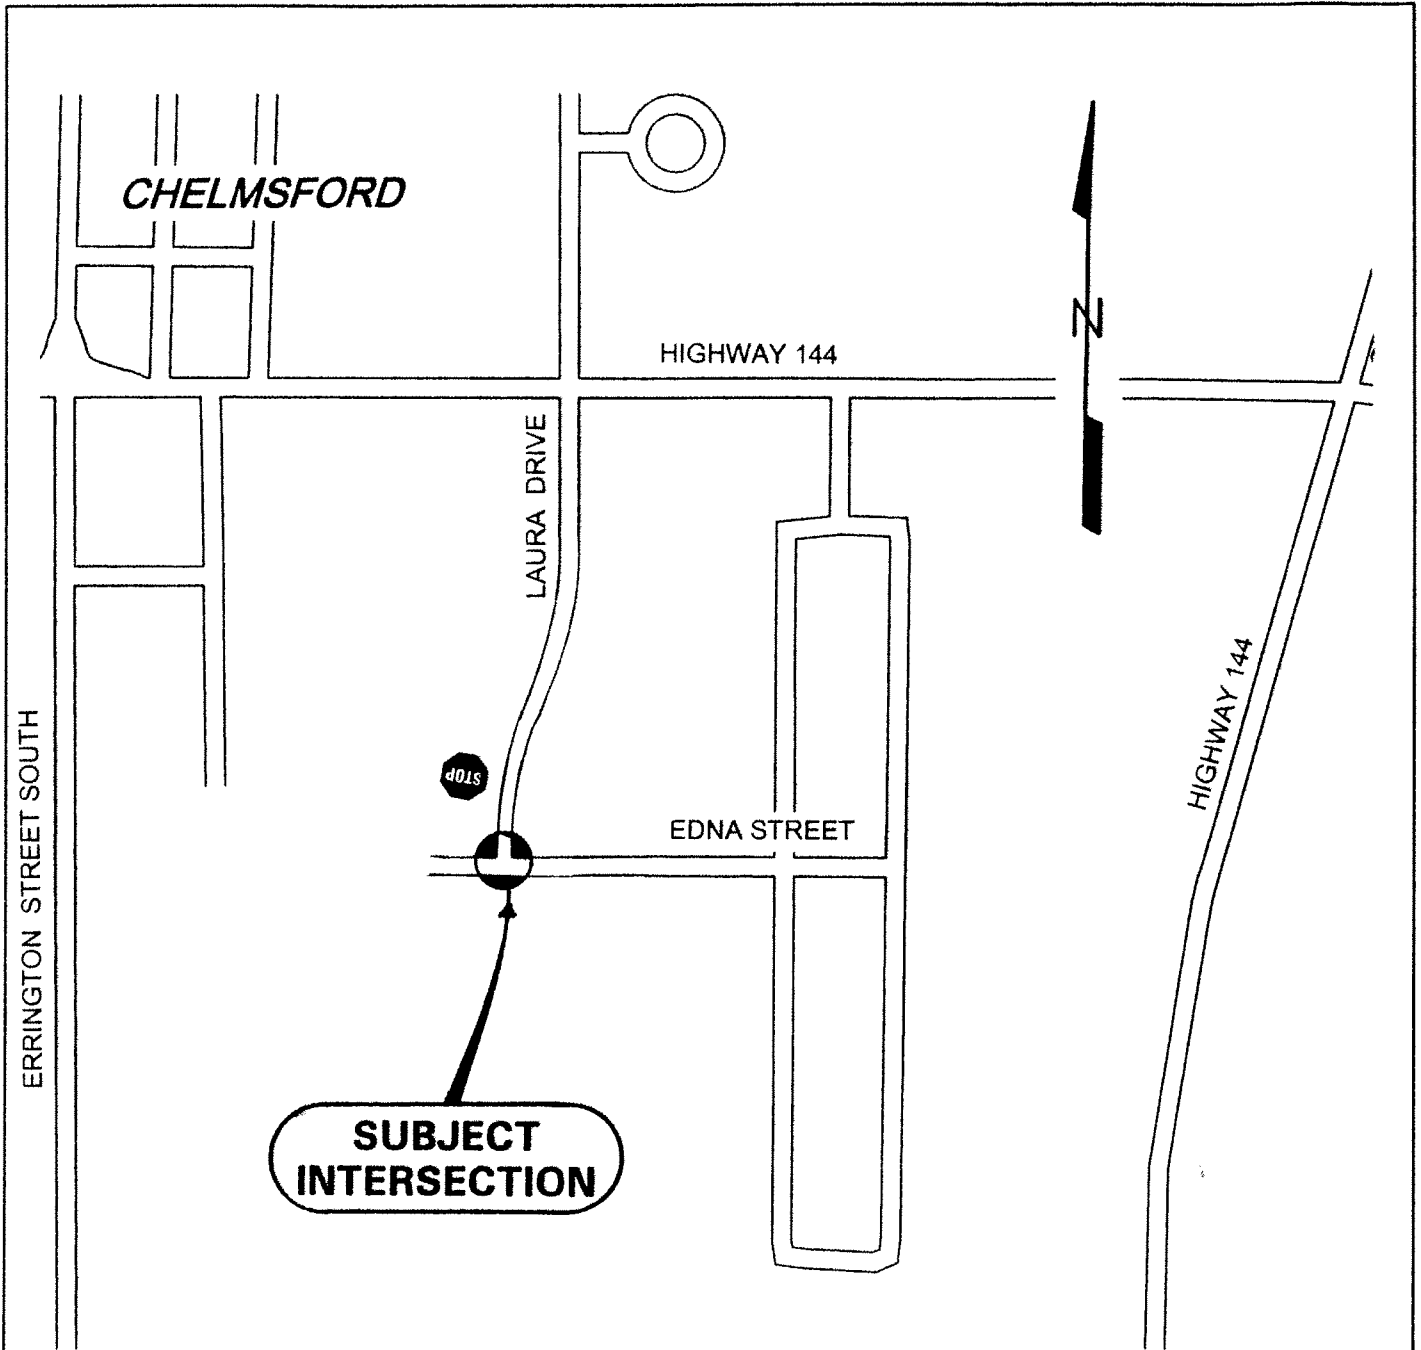 CHELMSFORD
N
HIGHWAY 144
LAURA DRIVE
HIGHWAY 144
ERRINGTON STREET SOUTH
STOP
EDNA STREET
SUBJECT
INTERSECTION